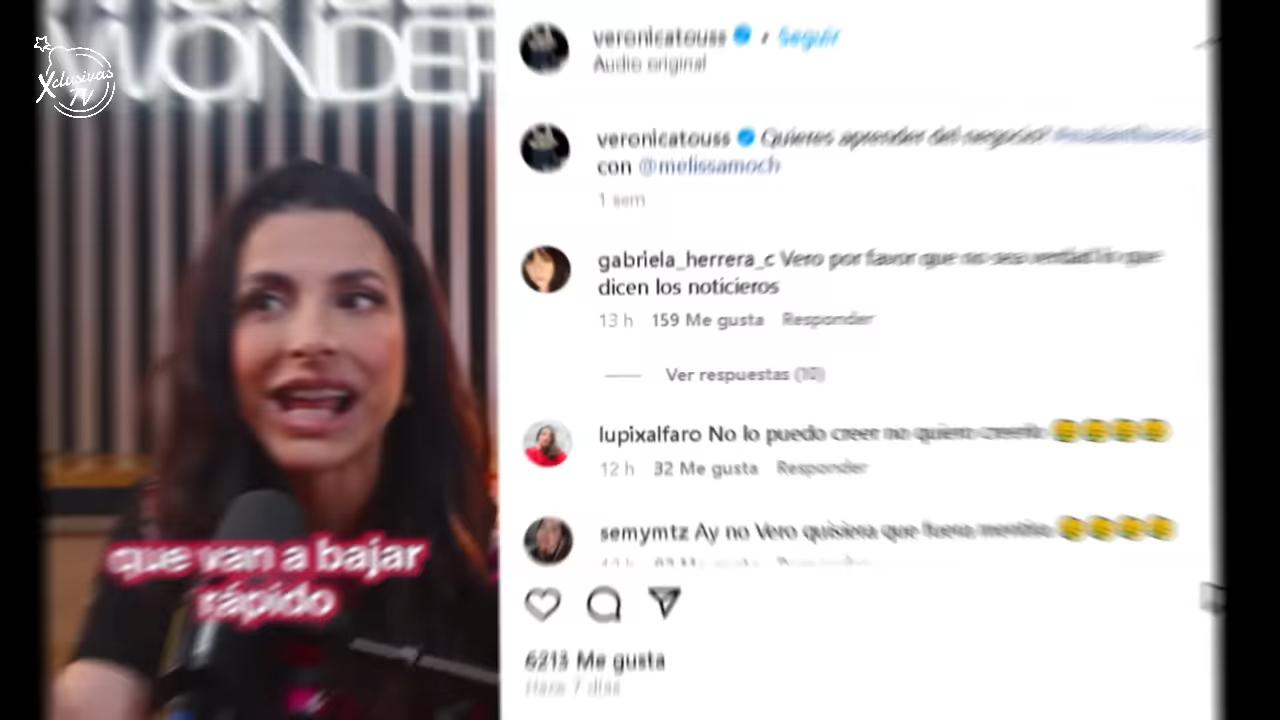 WONDER
Xclusivas
TV
que van a bajar
rápido
veronicatouss • Seguir
Audio original
veronicatouss Quieres aprender del negocio?
con @melissamoch
1 sem
gabriela_herrera_c Vero por favor que no sea verdad lo que
dicen los noticieros
13 h 159 Me gusta Responder
Ver respuestas (10)
lupixalfaro No lo puedo creer no quiero creerlo
12 h 32 Me gusta Responder
semymtz Ay no Vero quisiera que fuera mentira
6213 Me gusta
Hace 7 días